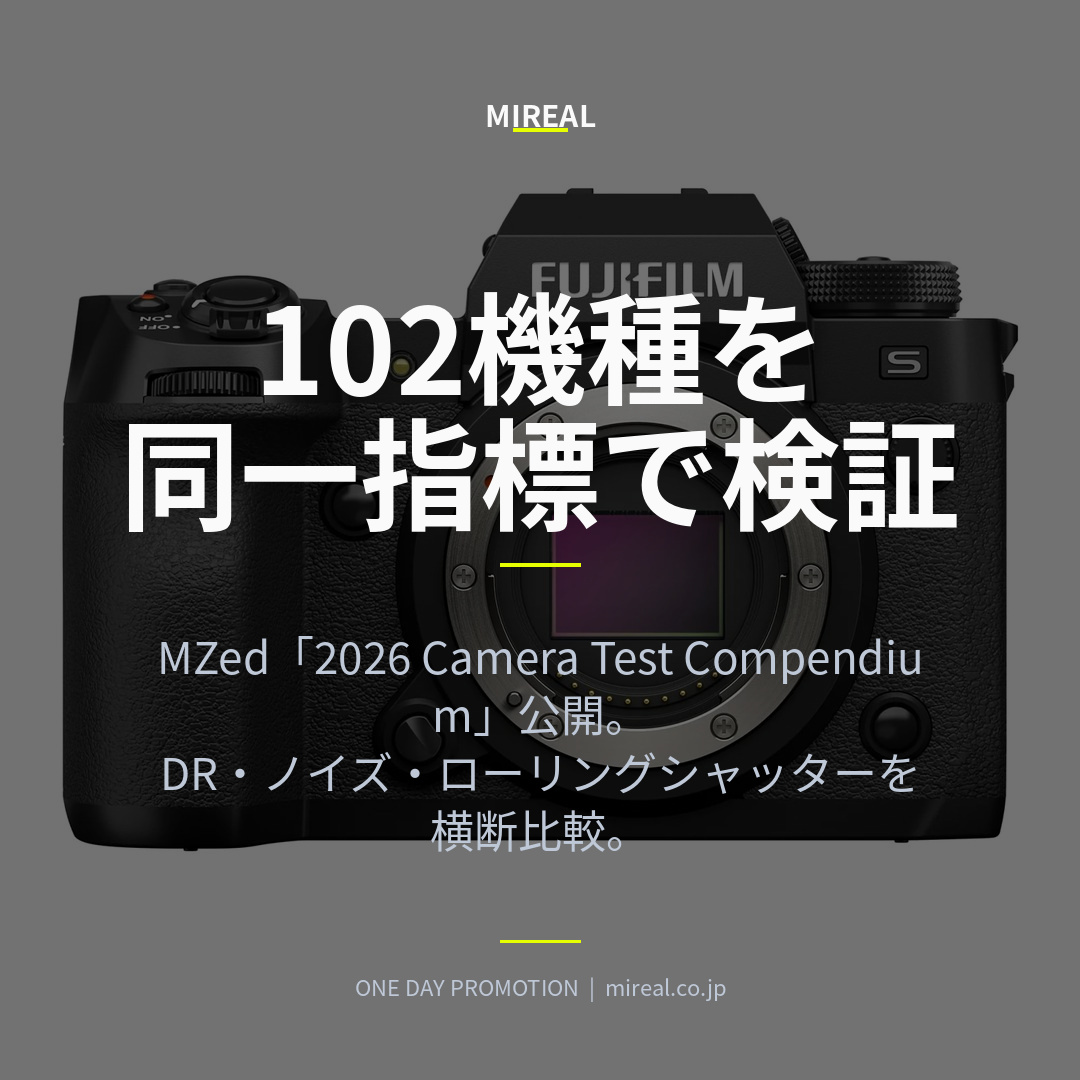 MIREAL
FUJIFILM
ON
OFF
S
102機種を
同一指標で検証
MZed「2026 Camera Test Compendiu
m」公開。
DR・ノイズ・ローリングシャッターを
横断比較。
ONE DAY PROMOTION｜mireal.co.jp